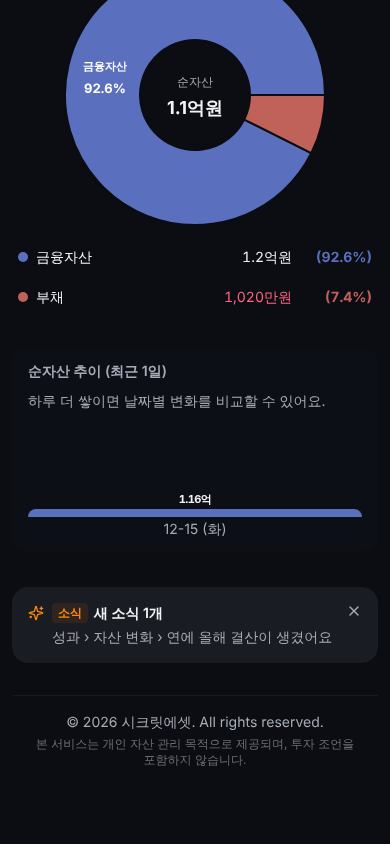 금융자산
92.6%
순자산
1.1억원
금융자산 1.2억원 (92.6%)
부채 1,020만원 (7.4%)
순자산 추이 (최근 1일)
하루 더 쌓이면 날짜별 변화를 비교할 수 있어요.
1.16억
12-15 (화)
소식 새 소식 1개
성과 › 자산 변화 › 연에 올해 결산이 생겼어요
© 2026 시크릿에셋. All rights reserved.
본 서비스는 개인 자산 관리 목적으로 제공되며, 투자 조언을
포함하지 않습니다.